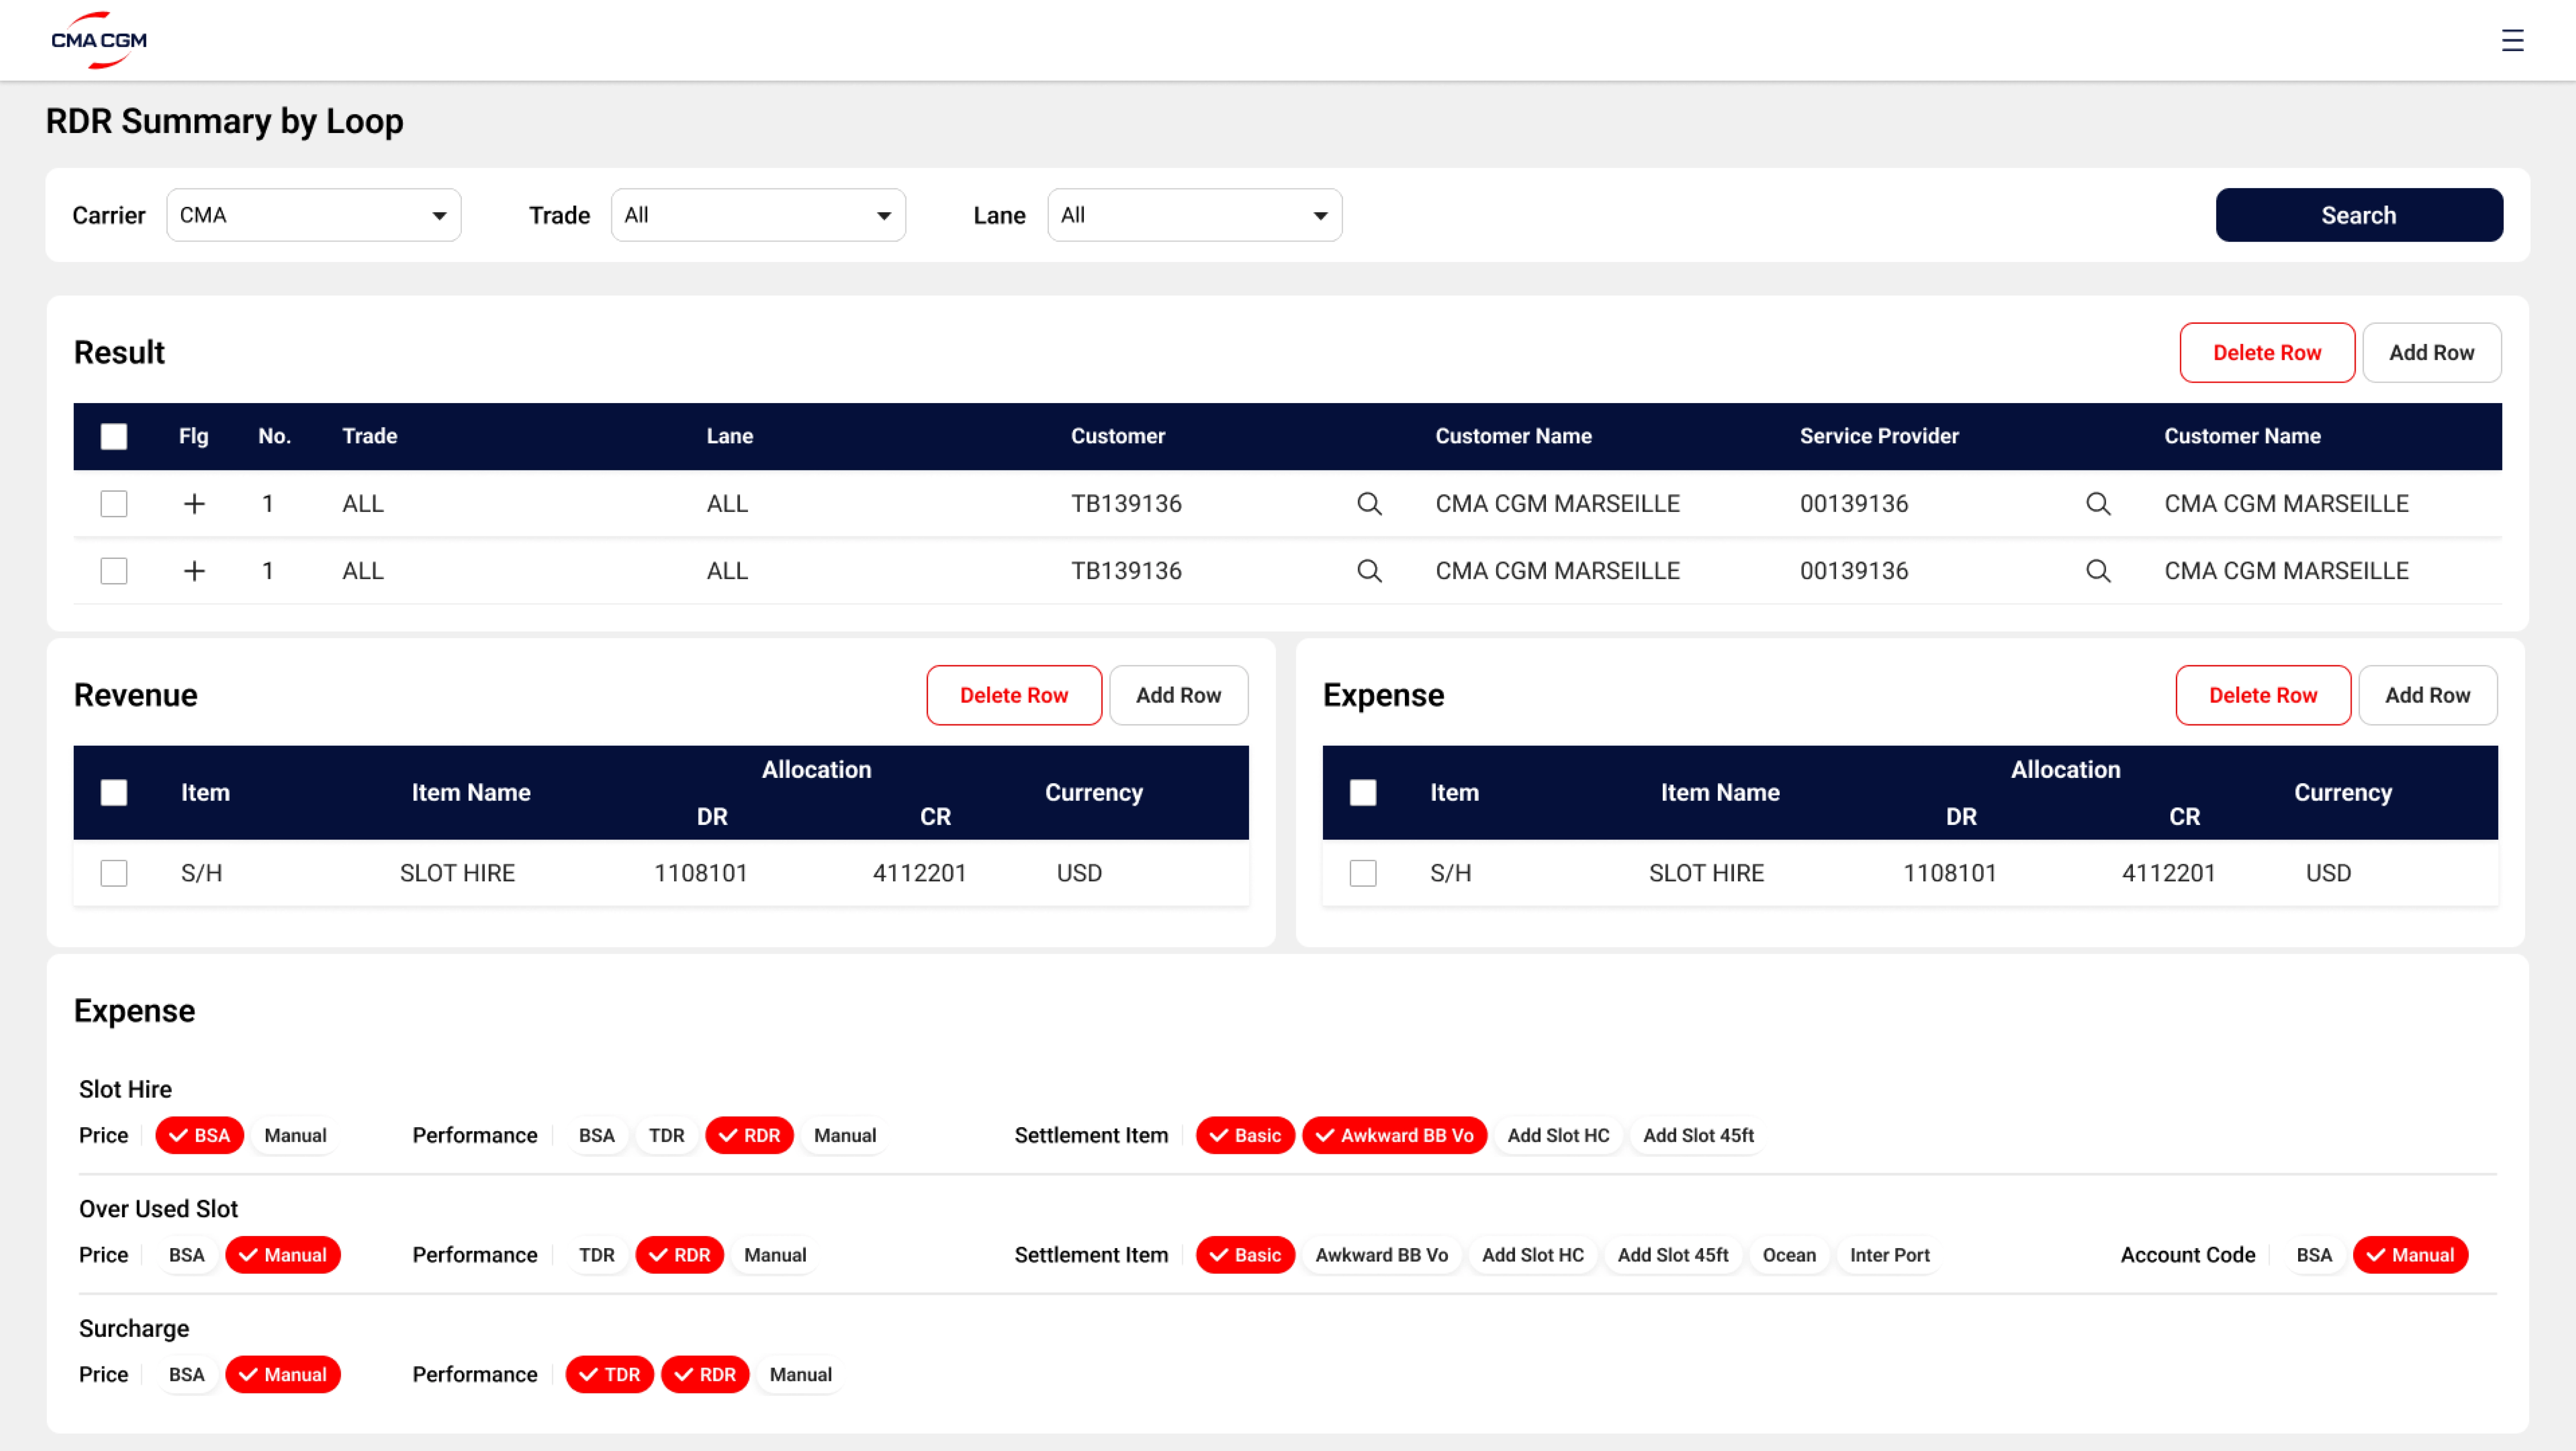 CMA CGM
RDR Summary by Loop
Carrier CMA Trade All Lane All Search
Result Delete Row Add Row
Flg No. Trade Lane Customer Customer Name Service Provider Customer Name
1 ALL ALL TB139136 CMA CGM MARSEILLE 00139136 CMA CGM MARSEILLE
1 ALL ALL TB139136 CMA CGM MARSEILLE 00139136 CMA CGM MARSEILLE
Revenue Delete Row Add Row
Item Item Name Allocation DR CR Currency
S/H SLOT HIRE 1108101 4112201 USD
Expense Delete Row Add Row
Item Item Name Allocation DR CR Currency
S/H SLOT HIRE 1108101 4112201 USD
Expense
Slot Hire
Price BSA Manual Performance BSA TDR RDR Manual Settlement Item Basic Awkward BB Vo Add Slot HC Add Slot 45ft
Over Used Slot
Price BSA Manual Performance TDR RDR Manual Settlement Item Basic Awkward BB Vo Add Slot HC Add Slot 45ft Ocean Inter Port Account Code BSA Manual
Surcharge
Price BSA Manual Performance TDR RDR Manual